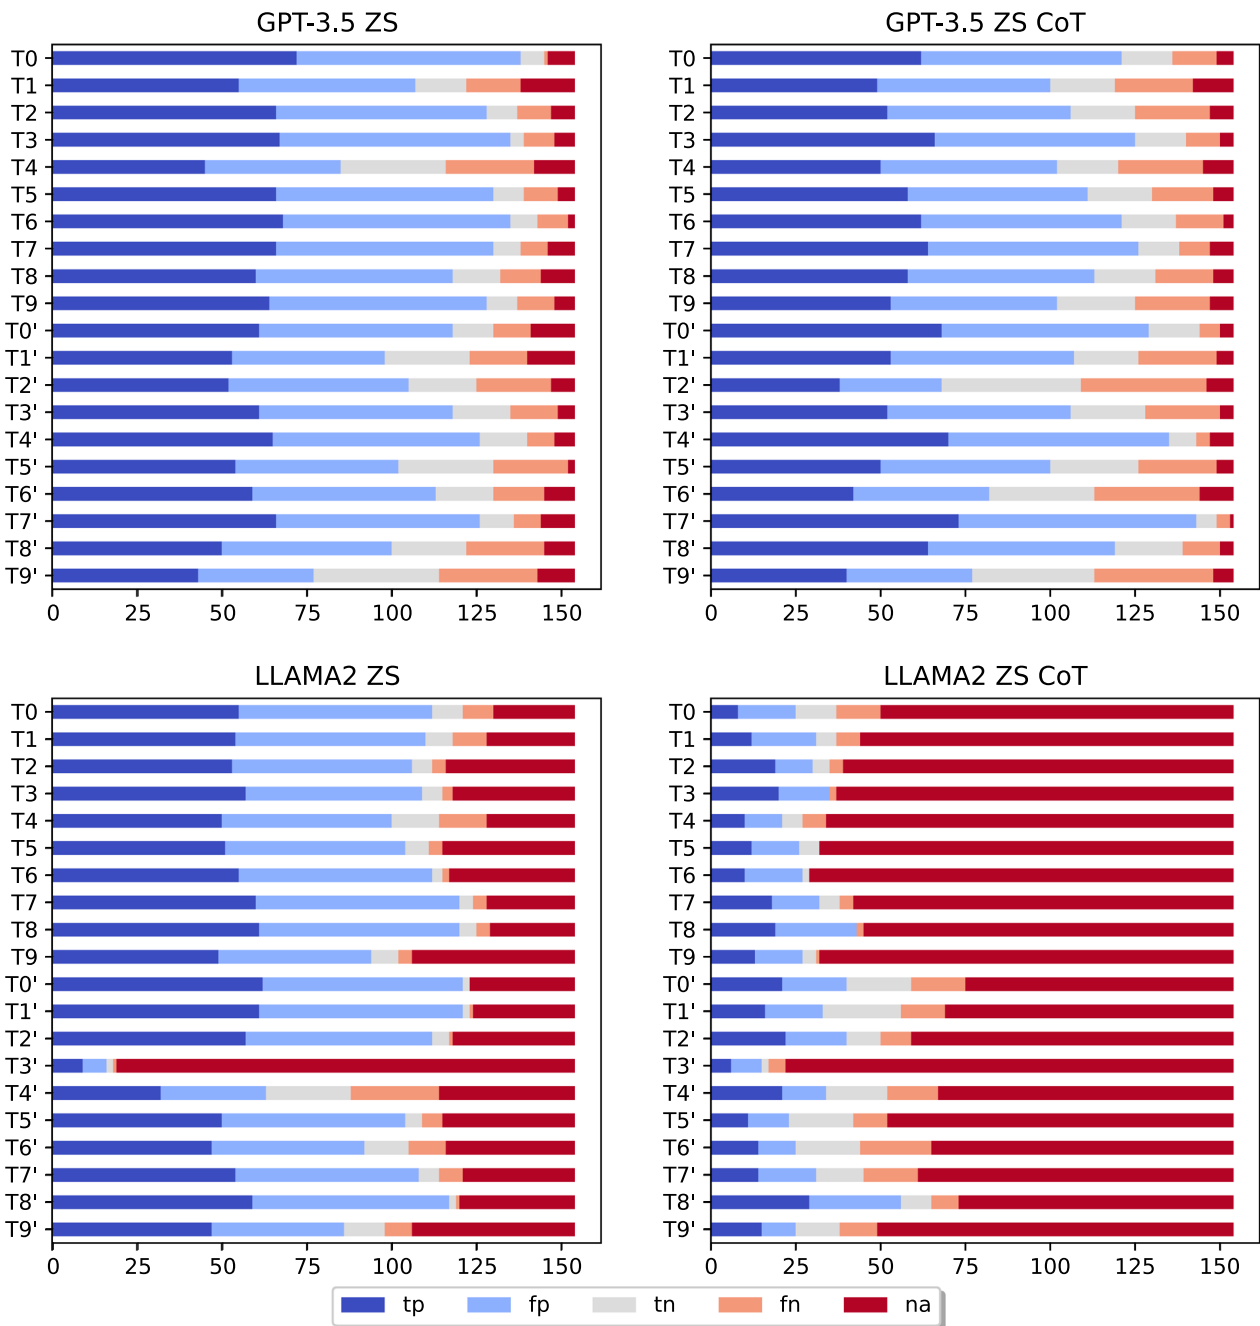 GPT-3.5 ZS
T0
T1
T2
T3
T4
T5
T6
T7
T8
T9
T0'
T1'
T2'
T3'
T4'
T5'
T6'
T7'
T8'
T9'
0 25 50 75 100 125 150
GPT-3.5 ZS CoT
T0
T1
T2
T3
T4
T5
T6
T7
T8
T9
T0'
T1'
T2'
T3'
T4'
T5'
T6'
T7'
T8'
T9'
0 25 50 75 100 125 150
LLAMA2 ZS
T0
T1
T2
T3
T4
T5
T6
T7
T8
T9
T0'
T1'
T2'
T3'
T4'
T5'
T6'
T7'
T8'
T9'
0 25 50 75 100 125 150
LLAMA2 ZS CoT
T0
T1
T2
T3
T4
T5
T6
T7
T8
T9
T0'
T1'
T2'
T3'
T4'
T5'
T6'
T7'
T8'
T9'
0 25 50 75 100 125 150
tp fp tn fn na